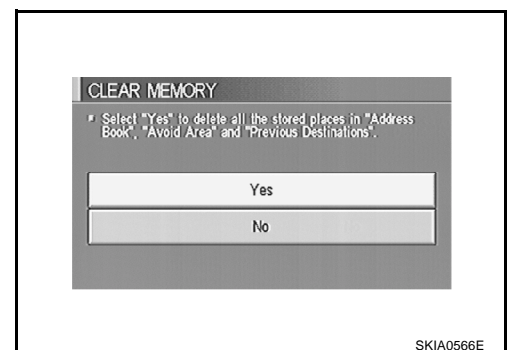 CLEAR MEMORY
Select "Yes" to delete all the stored places in "Address
Book", "Avoid Area" and "Previous Destinations".
Yes
No
SKIA0566E